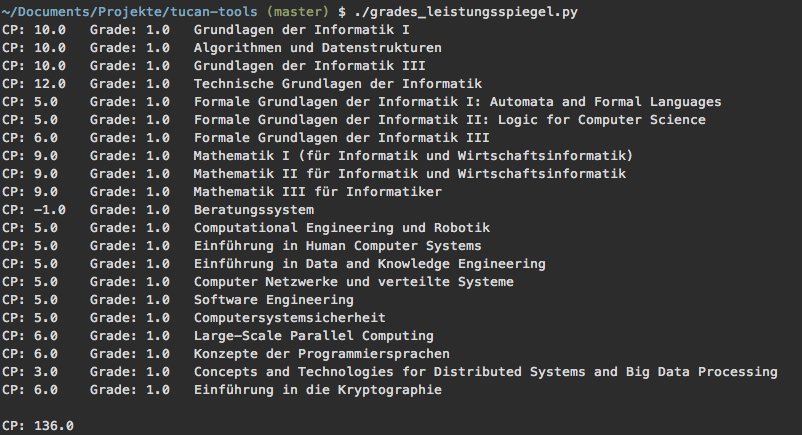 ~/Documents/Projekte/tucan-tools (master) $ ./grades_leistungsspiegel.py
CP: 10.0 Grade: 1.0 Grundlagen der Informatik I
CP: 10.0 Grade: 1.0 Algorithmen und Datenstrukturen
CP: 10.0 Grade: 1.0 Grundlagen der Informatik III
CP: 12.0 Grade: 1.0 Technische Grundlagen der Informatik
CP: 5.0 Grade: 1.0 Formale Grundlagen der Informatik I: Automata and Formal Languages
CP: 5.0 Grade: 1.0 Formale Grundlagen der Informatik II: Logic for Computer Science
CP: 6.0 Grade: 1.0 Formale Grundlagen der Informatik III
CP: 9.0 Grade: 1.0 Mathematik I (für Informatik und Wirtschaftsinformatik)
CP: 9.0 Grade: 1.0 Mathematik II für Informatik und Wirtschaftsinformatik
CP: 9.0 Grade: 1.0 Mathematik III für Informatiker
CP: -1.0 Grade: 1.0 Beratungssystem
CP: 5.0 Grade: 1.0 Computational Engineering und Robotik
CP: 5.0 Grade: 1.0 Einführung in Human Computer Systems
CP: 5.0 Grade: 1.0 Einführung in Data and Knowledge Engineering
CP: 5.0 Grade: 1.0 Computer Netzwerke und verteilte Systeme
CP: 5.0 Grade: 1.0 Software Engineering
CP: 5.0 Grade: 1.0 Computersystemsicherheit
CP: 6.0 Grade: 1.0 Large-Scale Parallel Computing
CP: 6.0 Grade: 1.0 Konzepte der Programmiersprachen
CP: 3.0 Grade: 1.0 Concepts and Technologies for Distributed Systems and Big Data Processing
CP: 6.0 Grade: 1.0 Einführung in die Kryptographie
CP: 136.0